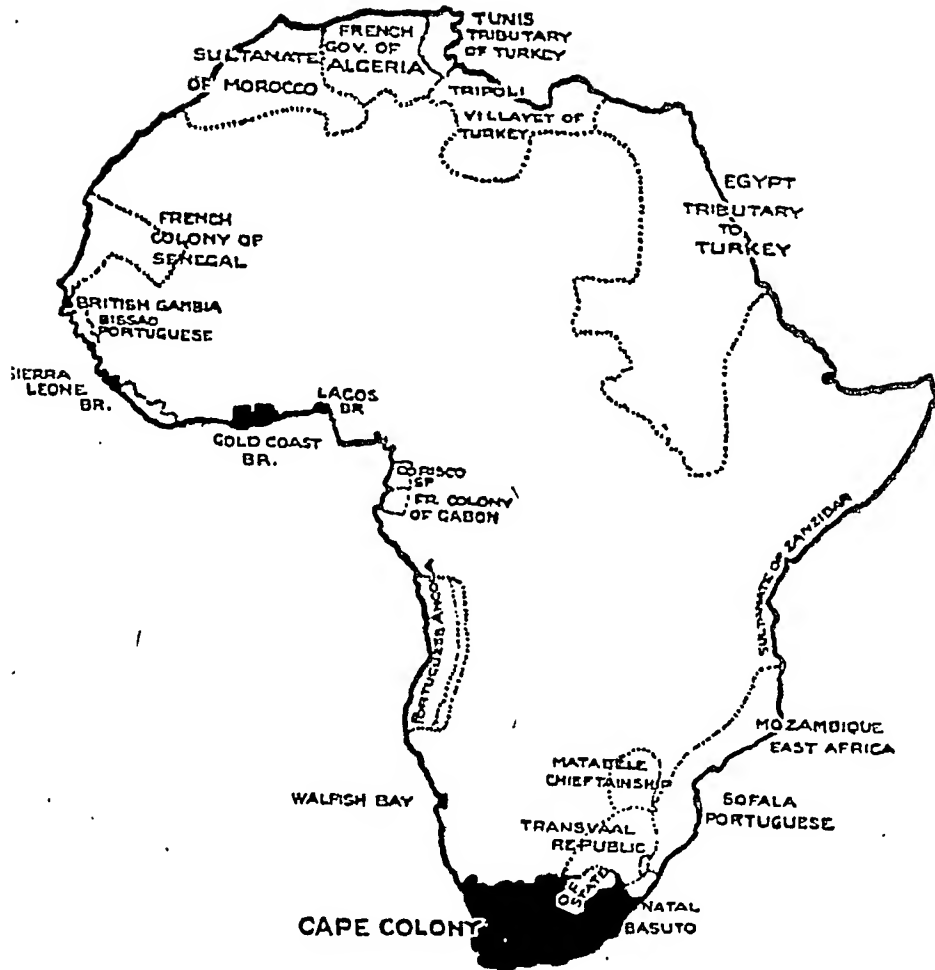 TUNIS
TRIBUTARY
OF TURKEY
FRENCH
GOV. OF
ALGERIA
SULTANATE
OF MOROCCO
TRIPOLI
VILLAYET OF
TURKEY
EGYPT
TRIBUTARY
TO
TURKEY
FRENCH
COLONY OF
SENEGAL
BRITISH GAMBIA
BISSAO
PORTUGUESE
SIERRA
LEONE
BR.
GOLD COAST
BR.
LAGOS
BR
CORISCO
SP
FR. COLONY
OF GABON
SULTANATE OF ZANZIBAR
PORTUGUESE ANGO
MOZAMBIQUE
EAST AFRICA
MATABELE
CHIEFTAINSHIP
WALFISH BAY
SOFALA
PORTUGUESE
TRANSVAAL
REPUBLIC
OF
STATE
CAPE COLONY
NATAL
BASUTO